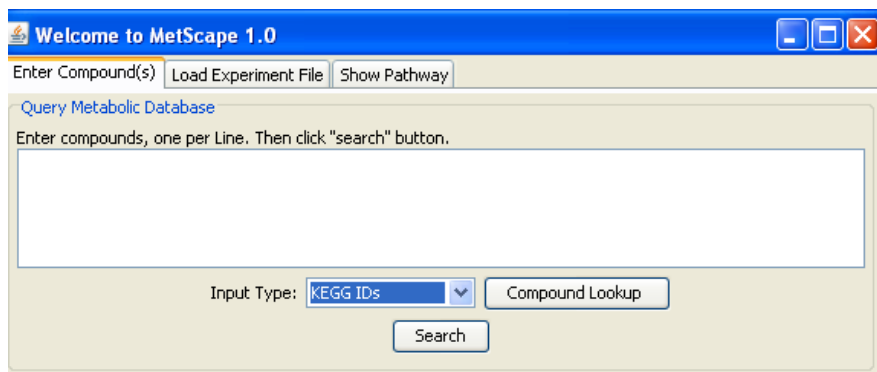 Welcome to MetScape 1.0
Enter Compound(s) Load Experiment File Show Pathway
Query Metabolic Database
Enter compounds, one per Line. Then click "search" button.
Input Type: KEGG IDs Compound Lookup
Search